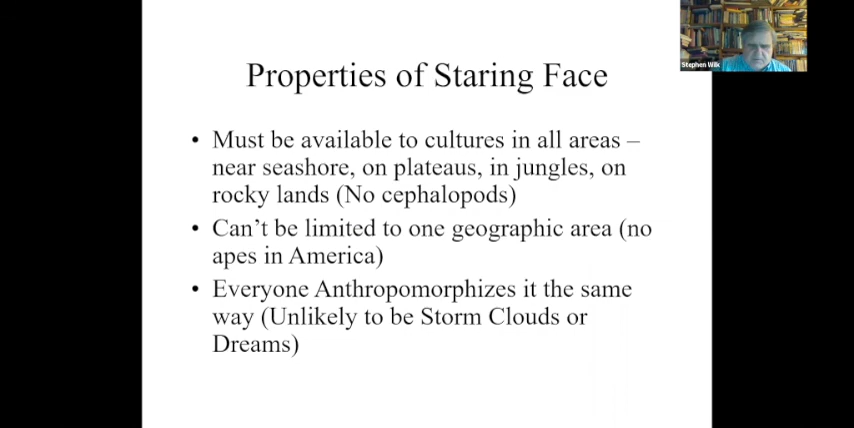 Stephen Wilk
Properties of Staring Face
• Must be available to cultures in all areas –
near seashore, on plateaus, in jungles, on
rocky lands (No cephalopods)
• Can’t be limited to one geographic area (no
apes in America)
• Everyone Anthropomorphizes it the same
way (Unlikely to be Storm Clouds or
Dreams)